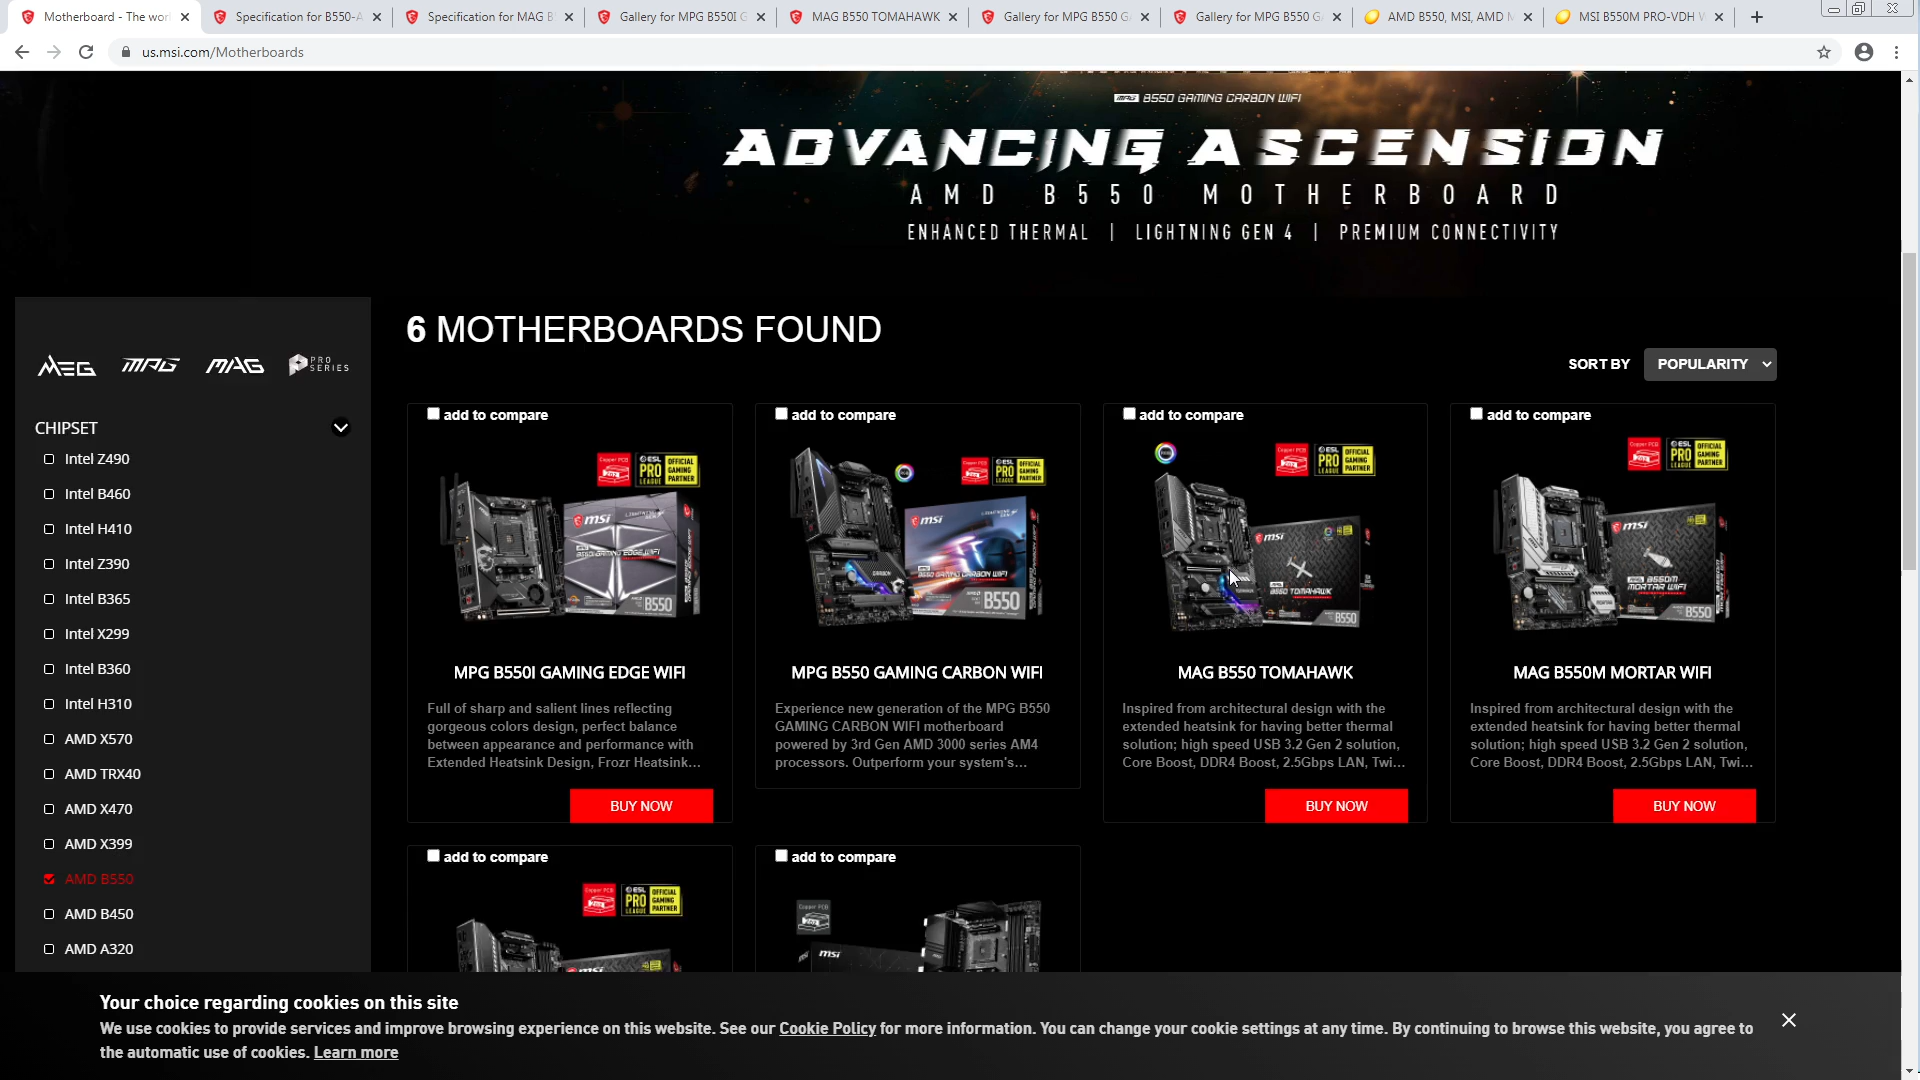 Motherboard - The wor
Specification for B550-A
Specification for MAG B
Gallery for MPG B550I G
MAG B550 TOMAHAWK
Gallery for MPG B550 G
Gallery for MPG B550 G
AMD B550, MSI, AMD M
MSI B550M PRO-VDH W
us.msi.com/Motherboards
MPG B550 GAMING CARBON WIFI
ADVANCING ASCENSION
AMD B550 MOTHERBOARD
ENHANCED THERMAL | LIGHTNING GEN 4 | PREMIUM CONNECTIVITY
6 MOTHERBOARDS FOUND
MEG MPG MAG PRO SERIES
SORT BY POPULARITY
CHIPSET
Intel Z490
Intel B460
Intel H410
Intel Z390
Intel B365
Intel X299
Intel B360
Intel H310
AMD X570
AMD TRX40
AMD X470
AMD X399
AMD B550
AMD B450
AMD A320
add to compare
MPG B550I GAMING EDGE WIFI
Full of sharp and salient lines reflecting
gorgeous colors design, perfect balance
between appearance and performance with
Extended Heatsink Design, Frozr Heatsink...
BUY NOW
add to compare
MPG B550 GAMING CARBON WIFI
Experience new generation of the MPG B550
GAMING CARBON WIFI motherboard
powered by 3rd Gen AMD 3000 series AM4
processors. Outperform your system's...
add to compare
MAG B550 TOMAHAWK
Inspired from architectural design with the
extended heatsink for having better thermal
solution; high speed USB 3.2 Gen 2 solution,
Core Boost, DDR4 Boost, 2.5Gbps LAN, Twi...
BUY NOW
add to compare
MAG B550M MORTAR WIFI
Inspired from architectural design with the
extended heatsink for having better thermal
solution; high speed USB 3.2 Gen 2 solution,
Core Boost, DDR4 Boost, 2.5Gbps LAN, Twi...
BUY NOW
add to compare
add to compare
Your choice regarding cookies on this site
We use cookies to provide services and improve browsing experience on this website. See our Cookie Policy for more information. You can change your cookie settings at any time. By continuing to browse this website, you agree to
the automatic use of cookies. Learn more